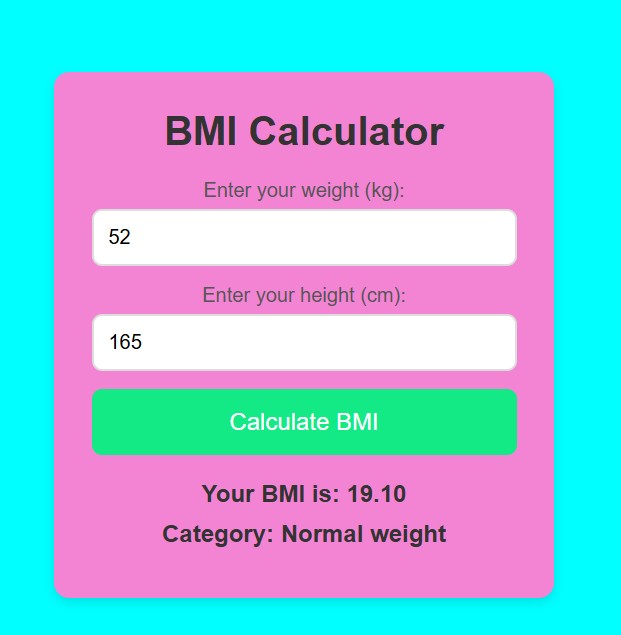 BMI Calculator
Enter your weight (kg):
52
Enter your height (cm):
165
Calculate BMI
Your BMI is: 19.10
Category: Normal weight